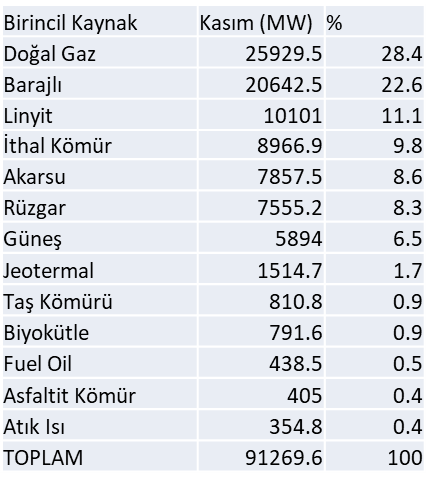 Birincil Kaynak Kasım (MW) %
Doğal Gaz 25929.5 28.4
Barajlı 20642.5 22.6
Linyit 10101 11.1
İthal Kömür 8966.9 9.8
Akarsu 7857.5 8.6
Rüzgar 7555.2 8.3
Güneş 5894 6.5
Jeotermal 1514.7 1.7
Taş Kömürü 810.8 0.9
Biyokütle 791.6 0.9
Fuel Oil 438.5 0.5
Asfaltit Kömür 405 0.4
Atık Isı 354.8 0.4
TOPLAM 91269.6 100